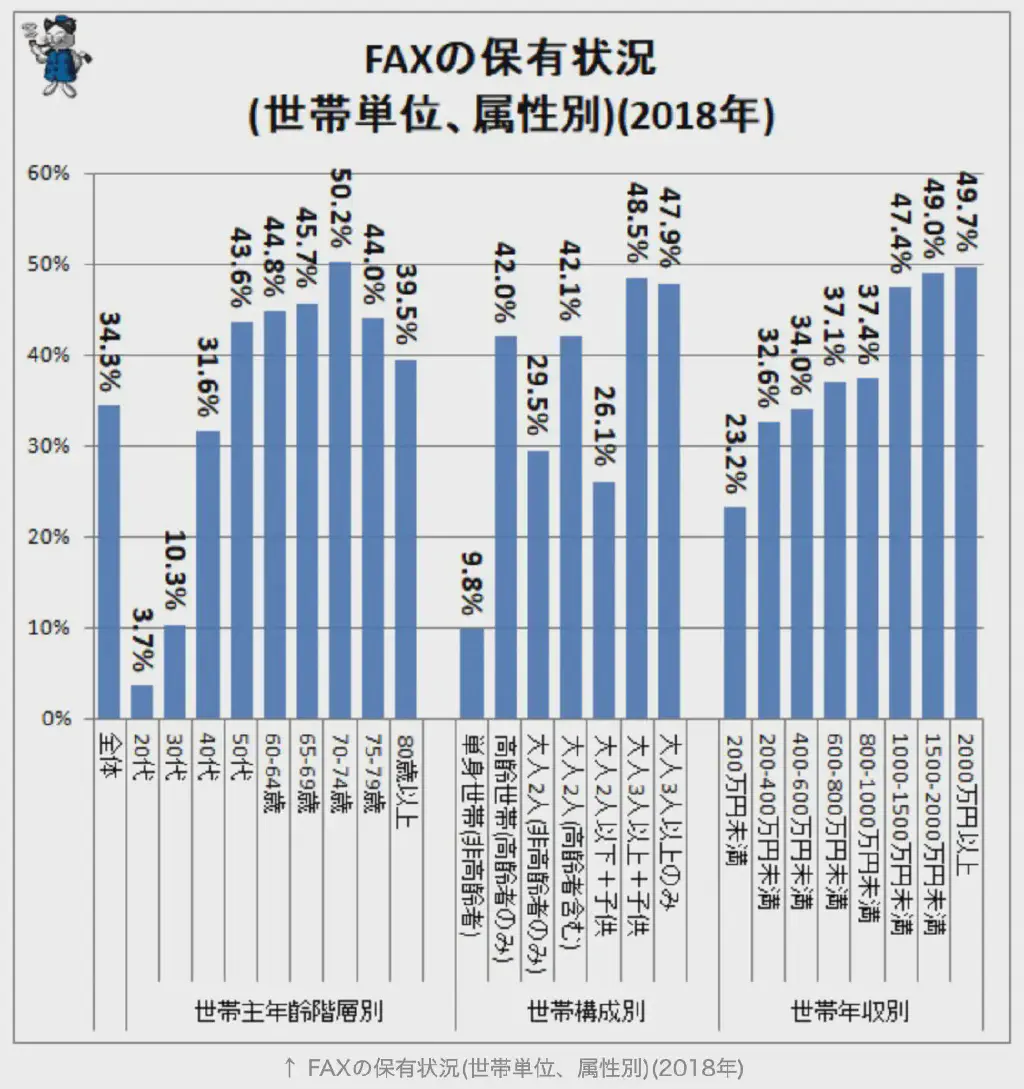 FAXの保有状況
(世帯単位、属性別)(2018年)
60%
50%
40%
30%
20%
10%
0%
34.3%
3.7%
10.3%
31.6%
43.6%
44.8%
45.7%
50.2%
44.0%
39.5%
9.8%
42.0%
29.5%
42.1%
26.1%
48.5%
47.9%
23.2%
32.6%
34.0%
37.1%
37.4%
47.4%
49.0%
49.7%
全体
20代
30代
40代
50代
60-64歳
65-69歳
70-74歳
75-79歳
80歳以上
単身世帯(非高齢者)
高齢世帯(高齢者のみ)
大人2人(非高齢者のみ)
大人2人(高齢者含む)
大人2人以下+子供
大人3人以上+子供
大人3人以上のみ
200万円未満
200-400万円未満
400-600万円未満
600-800万円未満
800-1000万円未満
1000-1500万円未満
1500-2000万円未満
2000万円以上
世帯主年齢階層別
世帯構成別
世帯年収別
↑ FAXの保有状況(世帯単位、属性別)(2018年)